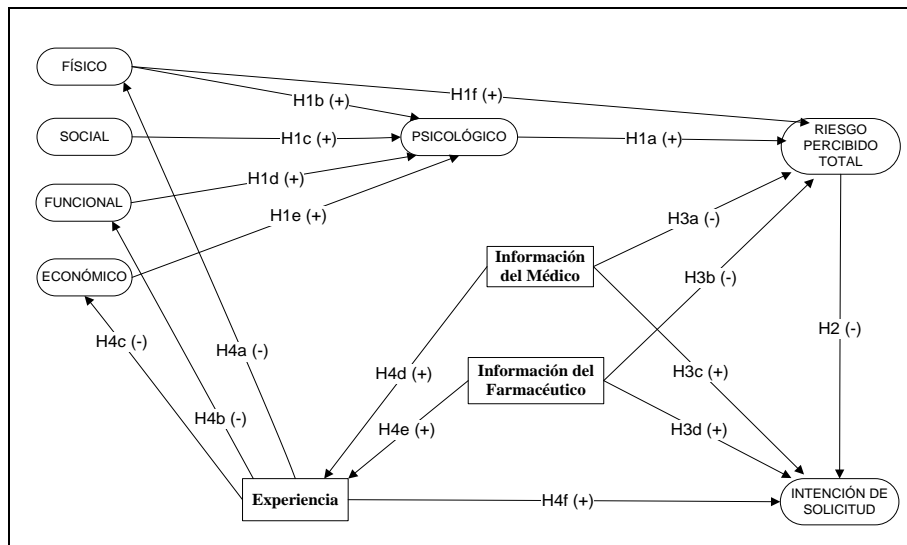 FÍSICO
H1b (+)
H1f (+)
SOCIAL
H1c (+)
PSICOLÓGICO
H1a (+)
RIESGO
PERCIBIDO
TOTAL
H1d (+)
FUNCIONAL
H1e (+)
H3a (-)
ECONÓMICO
Información
del Médico
H3b (-)
H4c (-)
H4a (-)
H2 (-)
H4d (+)
Información del
Farmacéutico
H3c (+)
H4b (-)
H4e (+)
H3d (+)
Experiencia
H4f (+)
INTENCIÓN DE
SOLICITUD